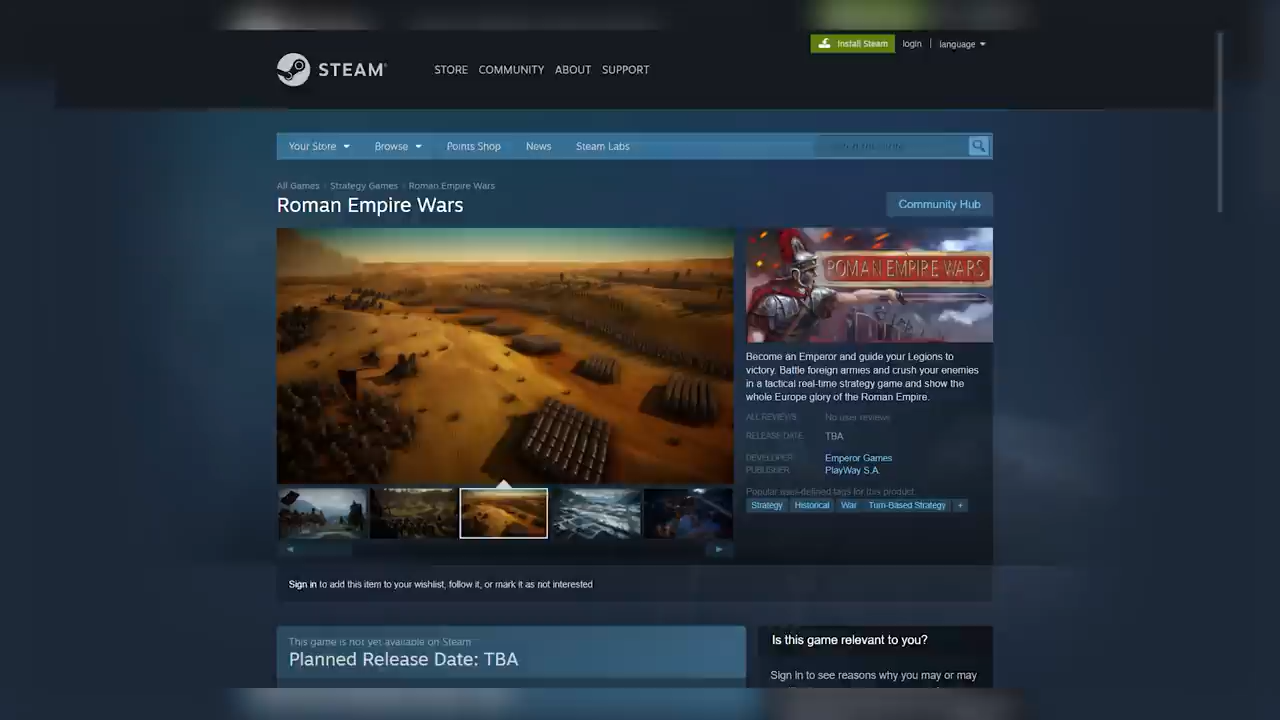 Install Steam login language
STEAM
STORE COMMUNITY ABOUT SUPPORT
Your Store Browse Points Shop News Steam Labs
All Games Strategy Games Roman Empire Wars
Roman Empire Wars
Community Hub
ROMAN EMPIRE WARS
Become an Emperor and guide your Legions to
victory. Battle foreign armies and crush your enemies
in a tactical real-time strategy game and show the
whole Europe glory of the Roman Empire.
ALL REVIEWS: No user reviews
RELEASE DATE: TBA
DEVELOPER: Emperor Games
PUBLISHER: PlayWay S.A.
Popular user-defined tags for this product:
Strategy Historical War Turn-Based Strategy +
Sign in to add this item to your wishlist, follow it, or mark it as not interested
This game is not yet available on Steam
Planned Release Date: TBA
Is this game relevant to you?
Sign in to see reasons why you may or may